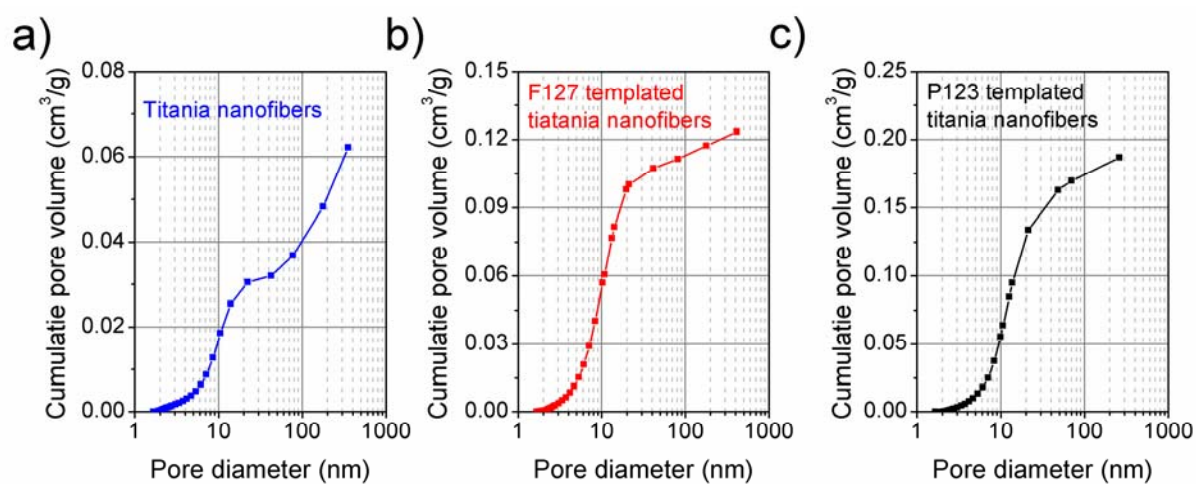 a)
Cumulatie pore volume (cm³/g)
0.08
0.06
0.04
0.02
0.00
Titania nanofibers
1 10 100 1000
Pore diameter (nm)
b)
Cumulatie pore volume (cm³/g)
0.15
0.12
0.09
0.06
0.03
0.00
F127 templated
tiatania nanofibers
1 10 100 1000
Pore diameter (nm)
c)
Cumulatie pore volume (cm³/g)
0.25
0.20
0.15
0.10
0.05
0.00
P123 templated
titania nanofibers
1 10 100 1000
Pore diameter (nm)